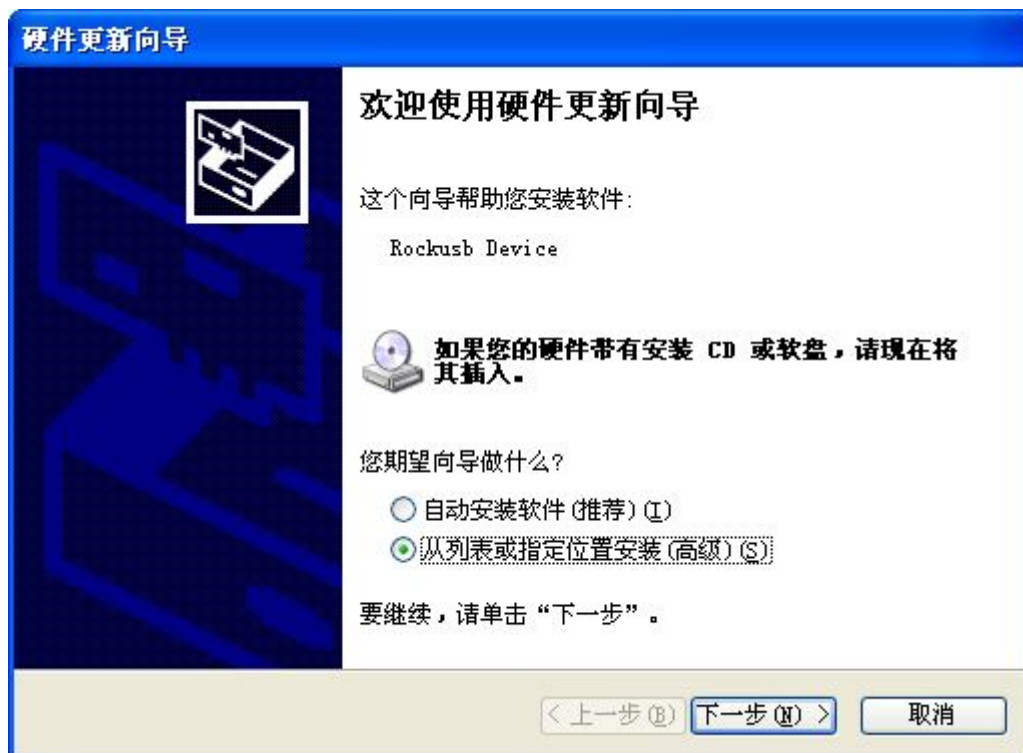 硬件更新向导
欢迎使用硬件更新向导
这个向导帮助您安装软件:
Rockusb Device
如果您的硬件带有安装 CD 或软盘，请现在将
其插入。
您期望向导做什么?
自动安装软件(推荐)(I)
从列表或指定位置安装(高级)(S)
要继续，请单击“下一步”。
< 上一步(B) 下一步(N) > 取消